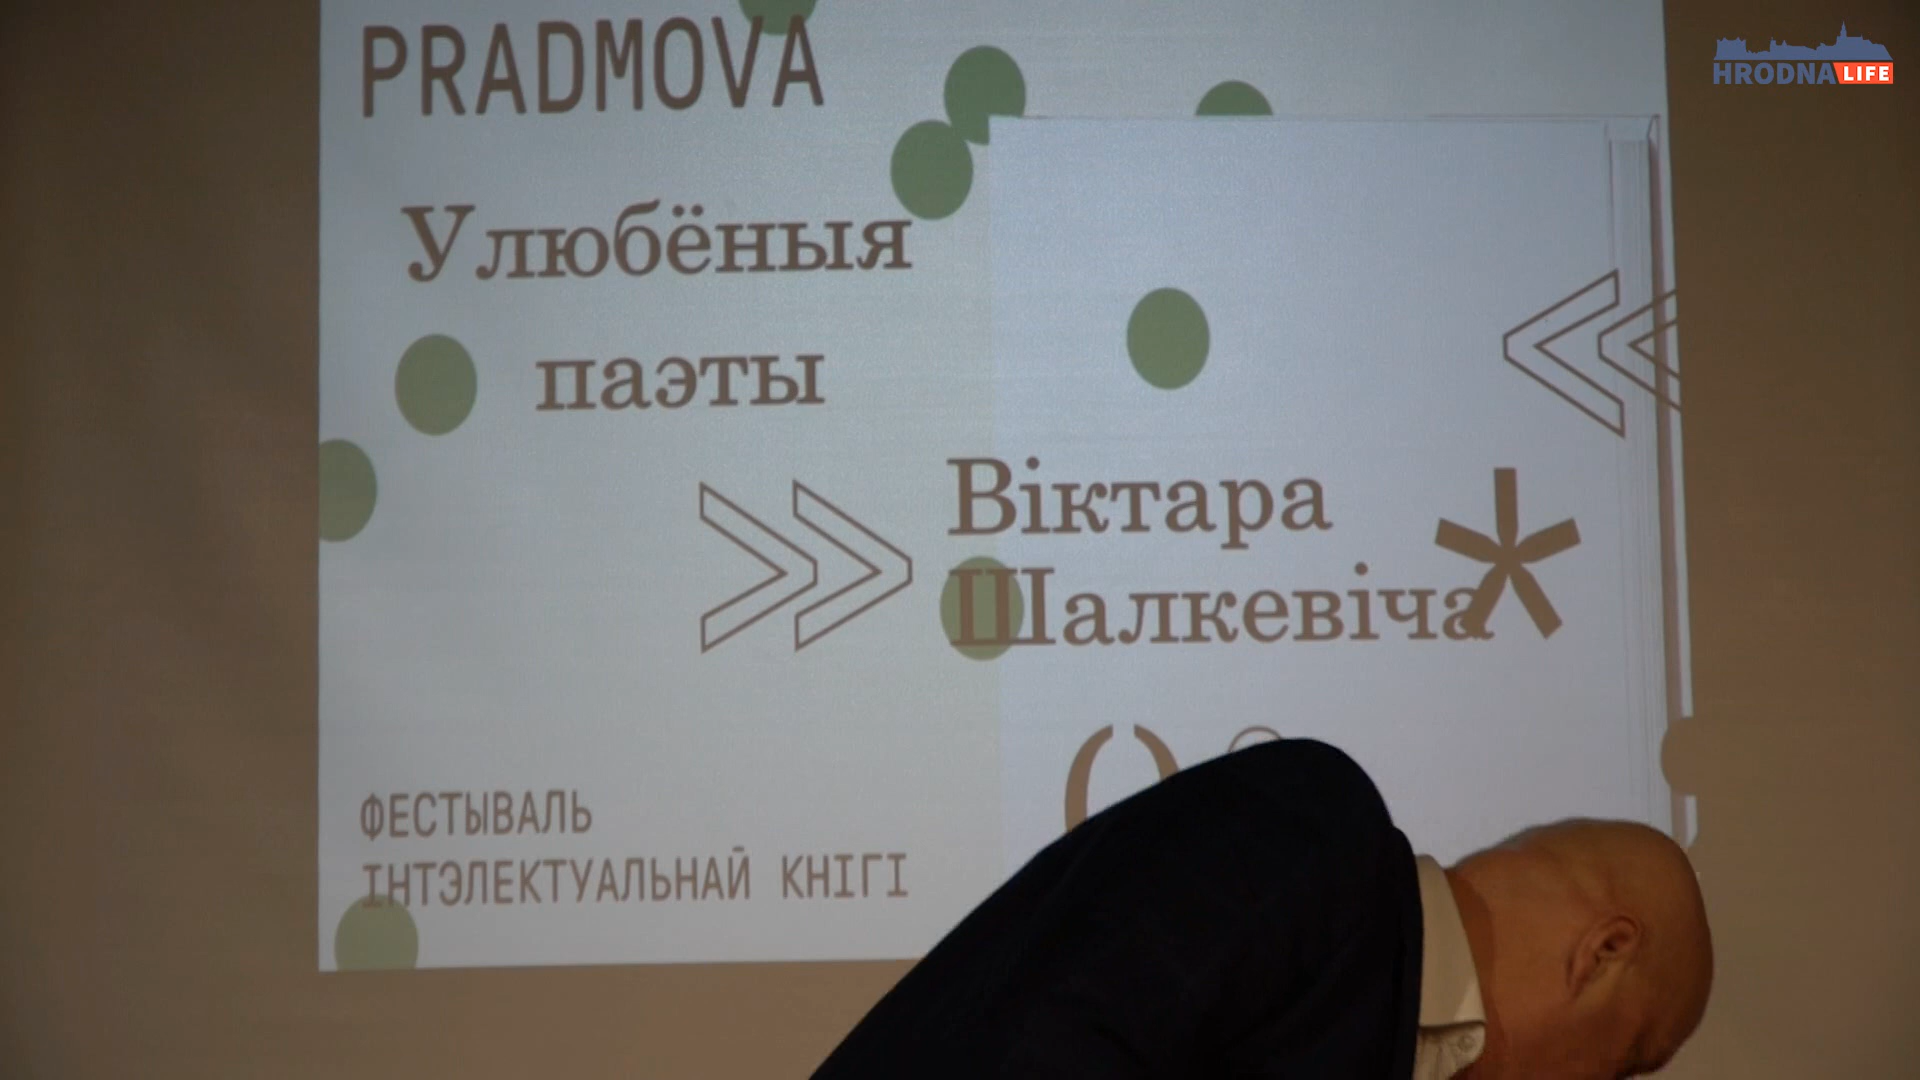 PRADMOVA
HRODNA LIFE
Улюбёныя
паэты
Віктара
Шалкевіча
ФЕСТЫВАЛЬ
ІНТЭЛЕКТУАЛЬНАЙ КНІГІ